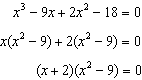 x³ − 9x + 2x² − 18 = 0
x(x² − 9) + 2(x² − 9) = 0
(x + 2)(x² − 9) = 0